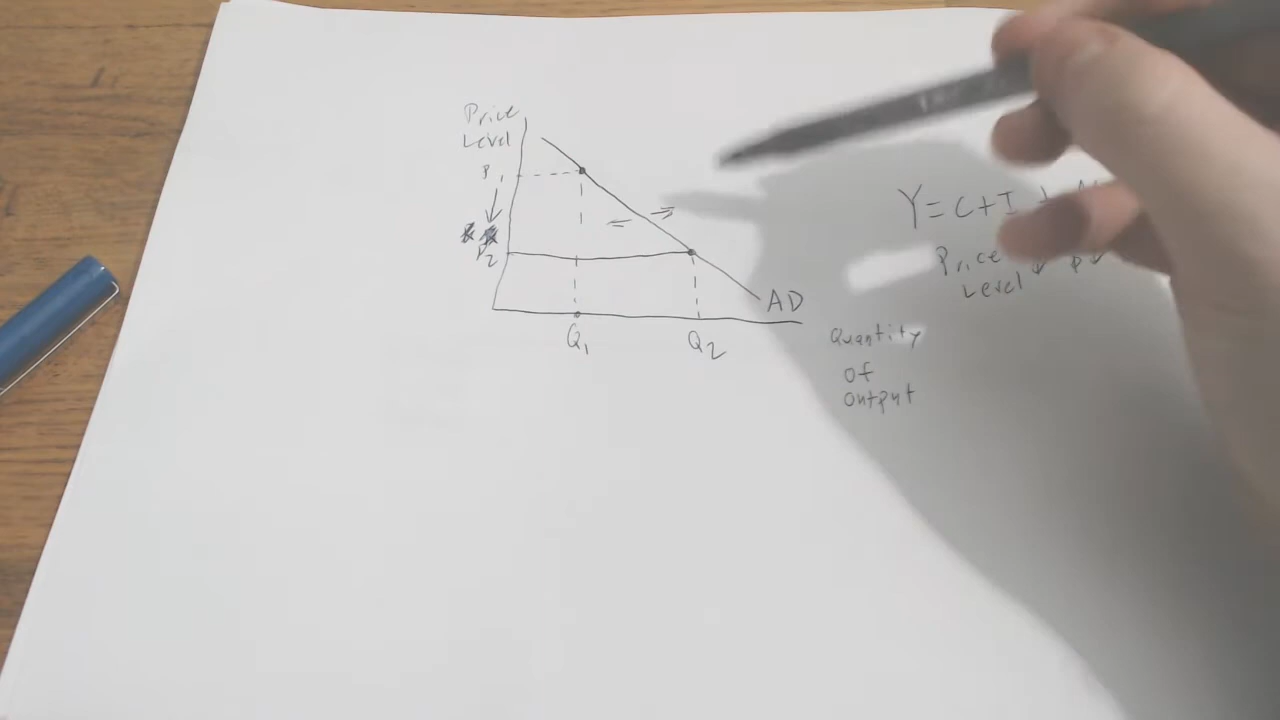 Price
Level
P1
P2
AD
Q1
Q2
Quantity
of
output
Y = C + I +
Price
Level ↓ P ↓